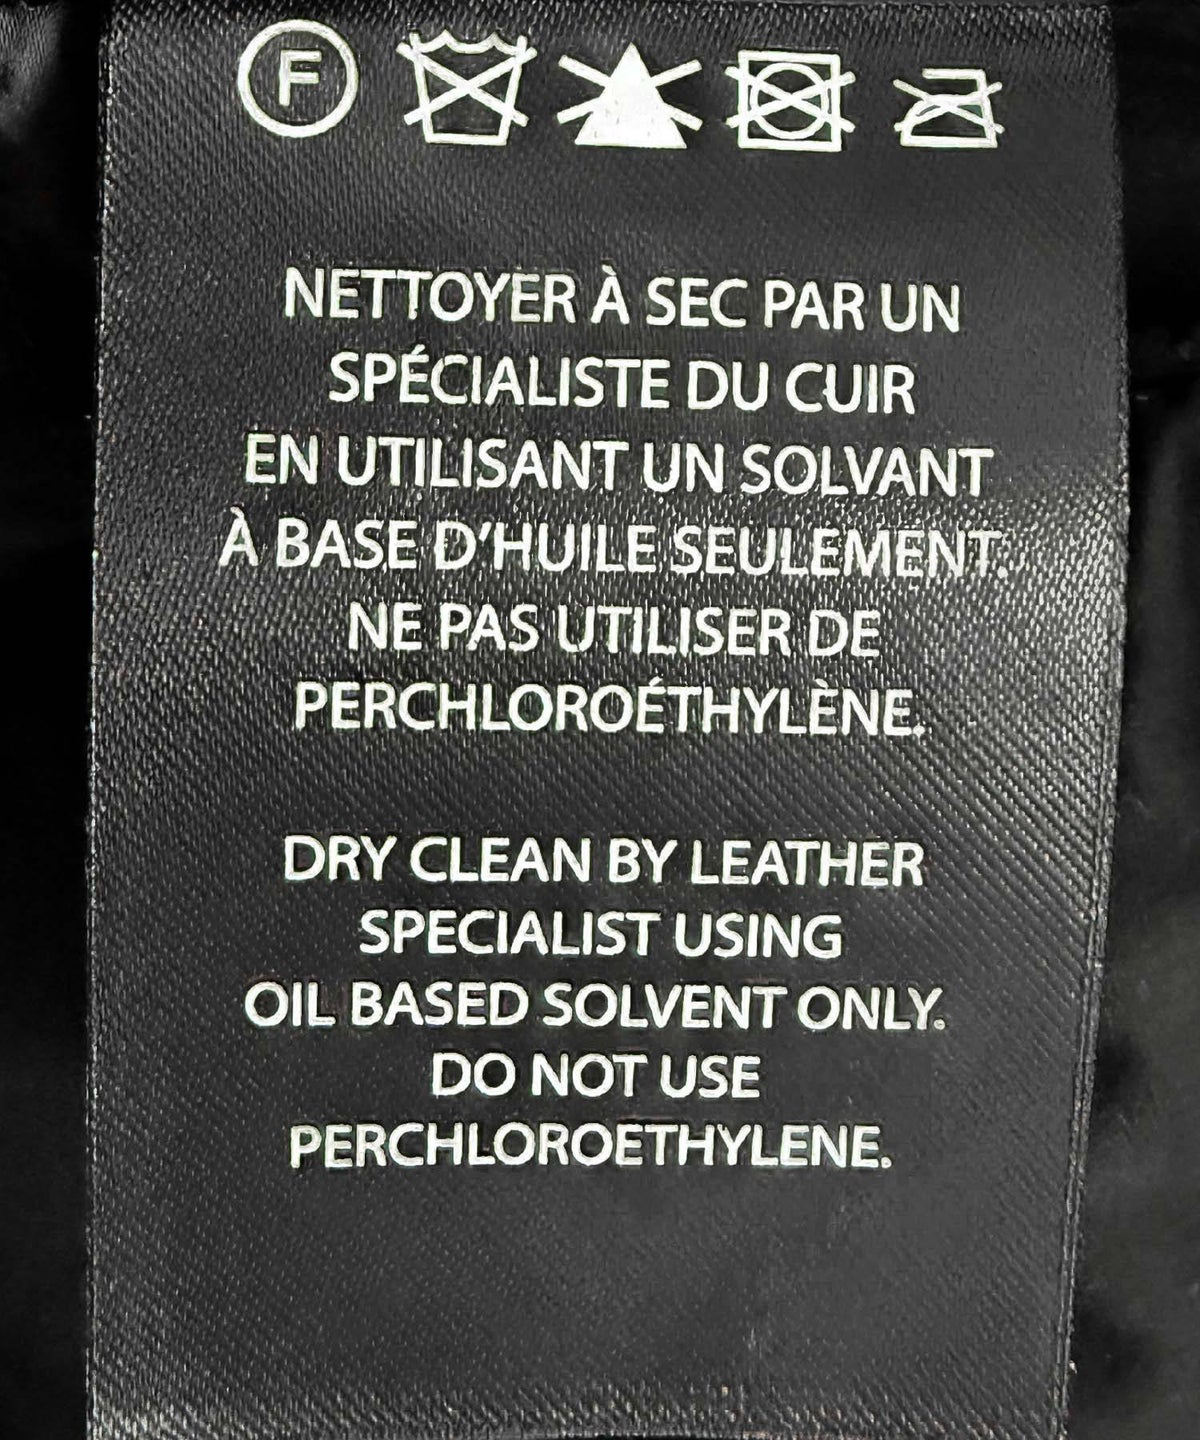 F
NETTOYER À SEC PAR UN
SPÉCIALISTE DU CUIR
EN UTILISANT UN SOLVANT
À BASE D'HUILE SEULEMENT.
NE PAS UTILISER DE
PERCHLOROÉTHYLÈNE.
DRY CLEAN BY LEATHER
SPECIALIST USING
OIL BASED SOLVENT ONLY.
DO NOT USE
PERCHLOROETHYLENE.